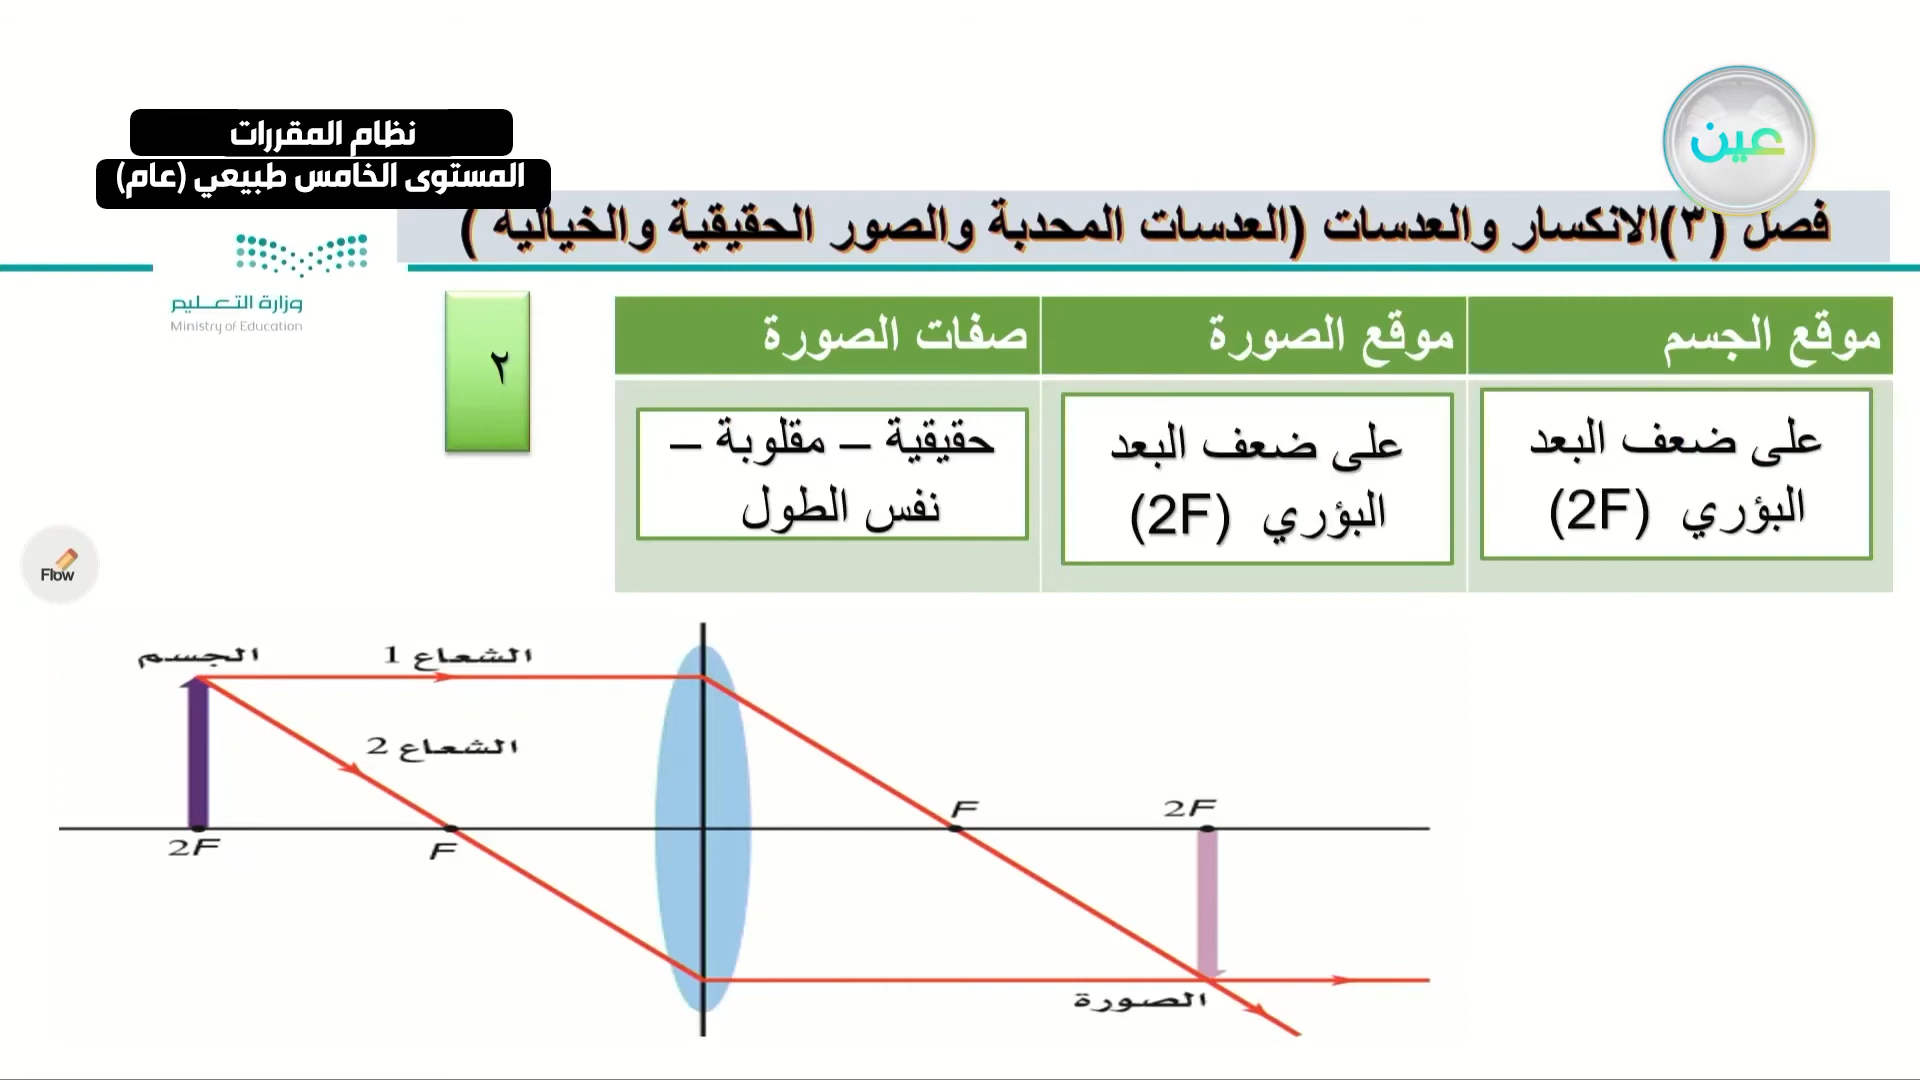 عين
نظام المقررات
المستوى الخامس طبيعي (عام)
فصل (٣)الانكسار والعدسات (العدسات المحدبة والصور الحقيقية والخيالية )
وزارة التعليم
Ministry of Education
٢
موقع الجسم
موقع الصورة
صفات الصورة
على ضعف البعد
البؤري (2F)
على ضعف البعد
البؤري (2F)
حقيقية – مقلوبة –
نفس الطول
Flow
الجسم
الشعاع 1
الشعاع 2
F
2F
2F
F
الصورة